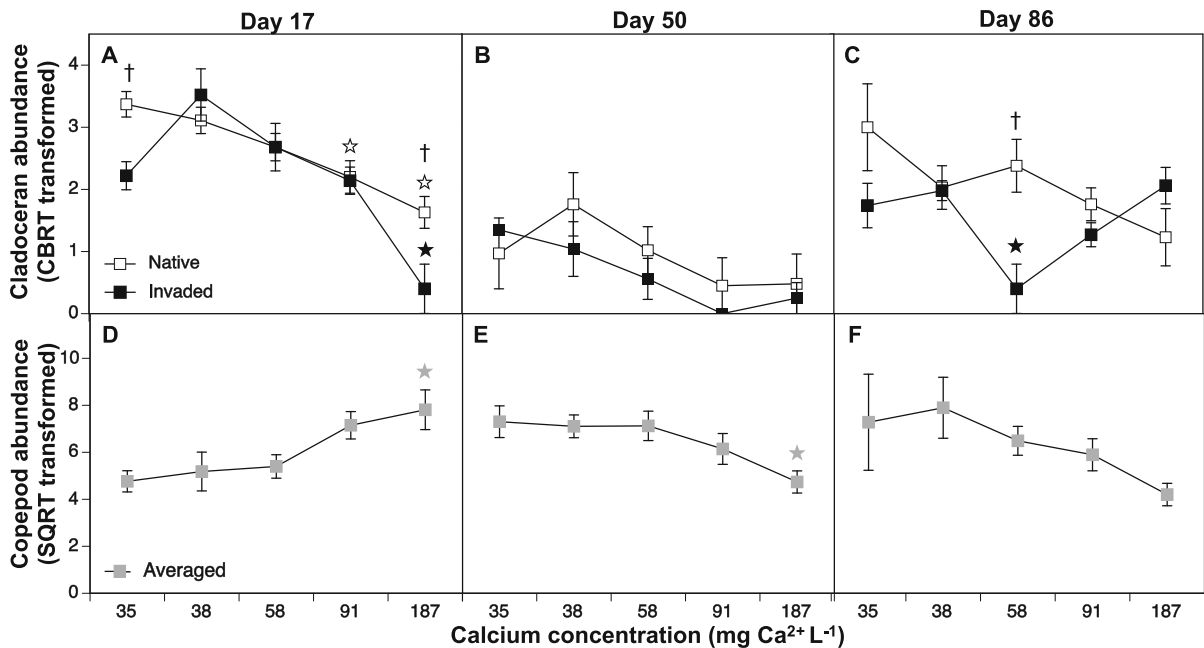 Day 17 Day 50 Day 86
Cladoceran abundance
(CBRT transformed)
4
3
2
1
0
A
†
†
Native
Invaded
B
C
†
Copepod abundance
(SQRT transformed)
10
8
6
4
2
0
D
Averaged
E
F
35 38 58 91 187 35 38 58 91 187 35 38 58 91 187
Calcium concentration (mg Ca²⁺ L⁻¹)